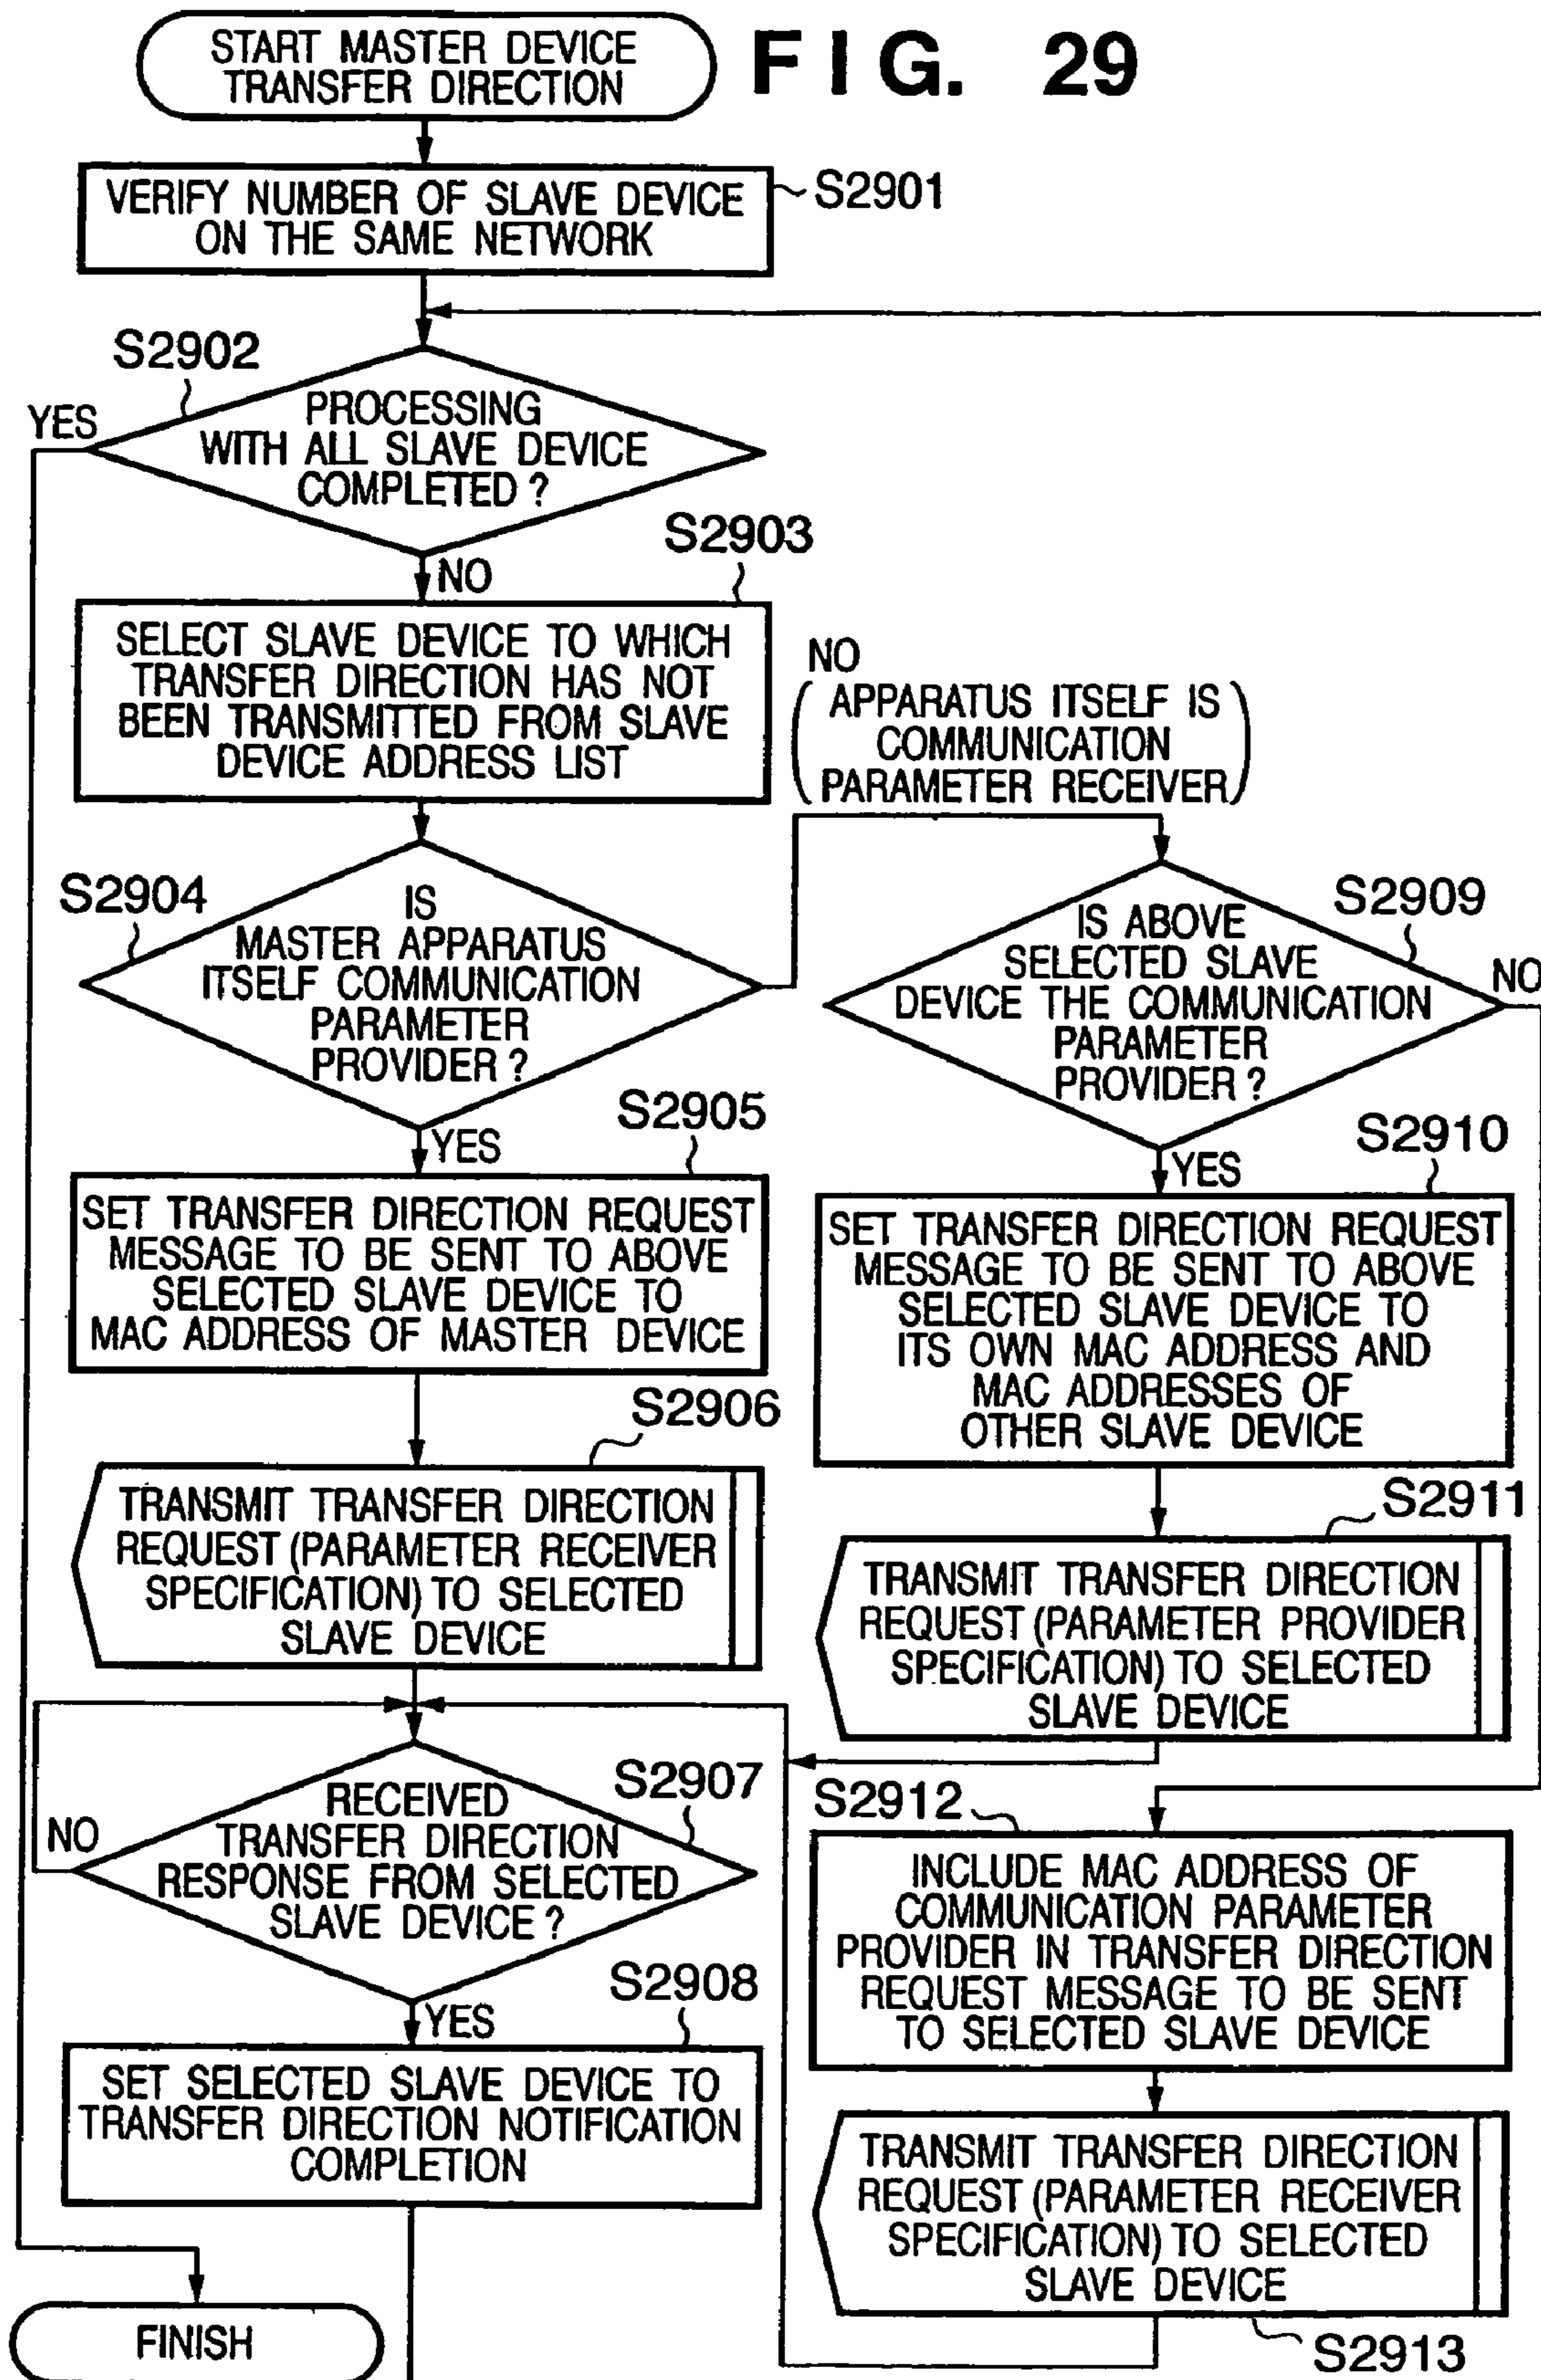 FIG. 29
START MASTER DEVICE
TRANSFER DIRECTION
VERIFY NUMBER OF SLAVE DEVICE
ON THE SAME NETWORK
S2901
S2902
YES
PROCESSING
WITH ALL SLAVE DEVICE
COMPLETED ?
NO
S2903
SELECT SLAVE DEVICE TO WHICH
TRANSFER DIRECTION HAS NOT
BEEN TRANSMITTED FROM SLAVE
DEVICE ADDRESS LIST
NO
(APPARATUS ITSELF IS
COMMUNICATION
PARAMETER RECEIVER)
S2904
IS
MASTER APPARATUS
ITSELF COMMUNICATION
PARAMETER
PROVIDER ?
YES
S2905
SET TRANSFER DIRECTION REQUEST
MESSAGE TO BE SENT TO ABOVE
SELECTED SLAVE DEVICE TO
MAC ADDRESS OF MASTER DEVICE
S2906
TRANSMIT TRANSFER DIRECTION
REQUEST (PARAMETER RECEIVER
SPECIFICATION) TO SELECTED
SLAVE DEVICE
S2907
NO
RECEIVED
TRANSFER DIRECTION
RESPONSE FROM SELECTED
SLAVE DEVICE ?
YES
S2908
SET SELECTED SLAVE DEVICE TO
TRANSFER DIRECTION NOTIFICATION
COMPLETION
FINISH
S2909
IS ABOVE
SELECTED SLAVE
DEVICE THE COMMUNICATION
PARAMETER
PROVIDER ?
NO
YES
S2910
SET TRANSFER DIRECTION REQUEST
MESSAGE TO BE SENT TO ABOVE
SELECTED SLAVE DEVICE TO
ITS OWN MAC ADDRESS AND
MAC ADDRESSES OF
OTHER SLAVE DEVICE
S2911
TRANSMIT TRANSFER DIRECTION
REQUEST (PARAMETER PROVIDER
SPECIFICATION) TO SELECTED
SLAVE DEVICE
S2912
INCLUDE MAC ADDRESS OF
COMMUNICATION PARAMETER
PROVIDER IN TRANSFER DIRECTION
REQUEST MESSAGE TO BE SENT
TO SELECTED SLAVE DEVICE
TRANSMIT TRANSFER DIRECTION
REQUEST (PARAMETER RECEIVER
SPECIFICATION) TO SELECTED
SLAVE DEVICE
S2913